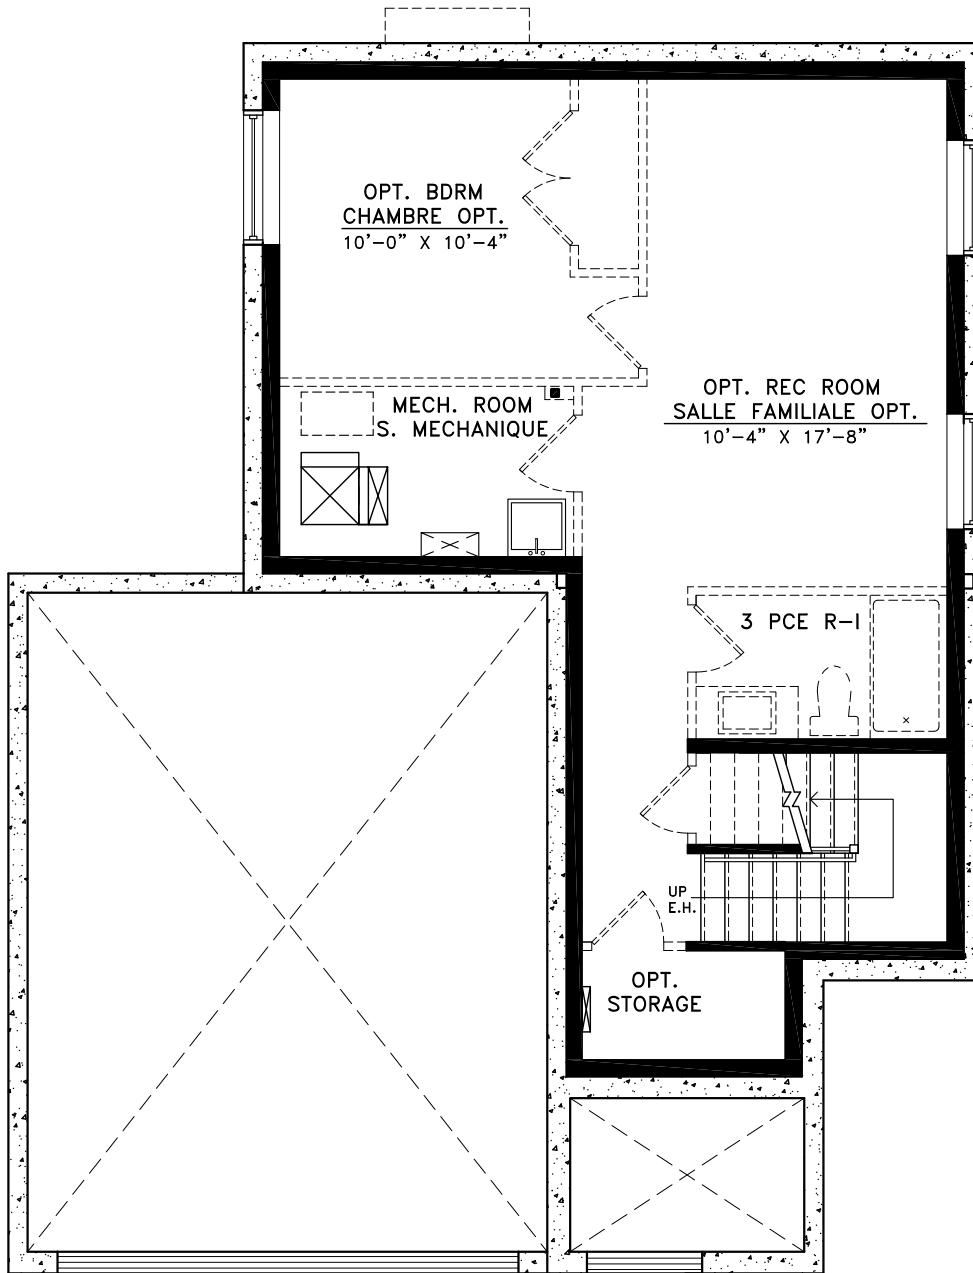 OPT. BDRM
CHAMBRE OPT.
10'-0" X 10'-4"
OPT. REC ROOM
SALLE FAMILIALE OPT.
10'-4" X 17'-8"
MECH. ROOM
S. MECHANIQUE
3 PCE R-I
UP
E.H.
OPT.
STORAGE